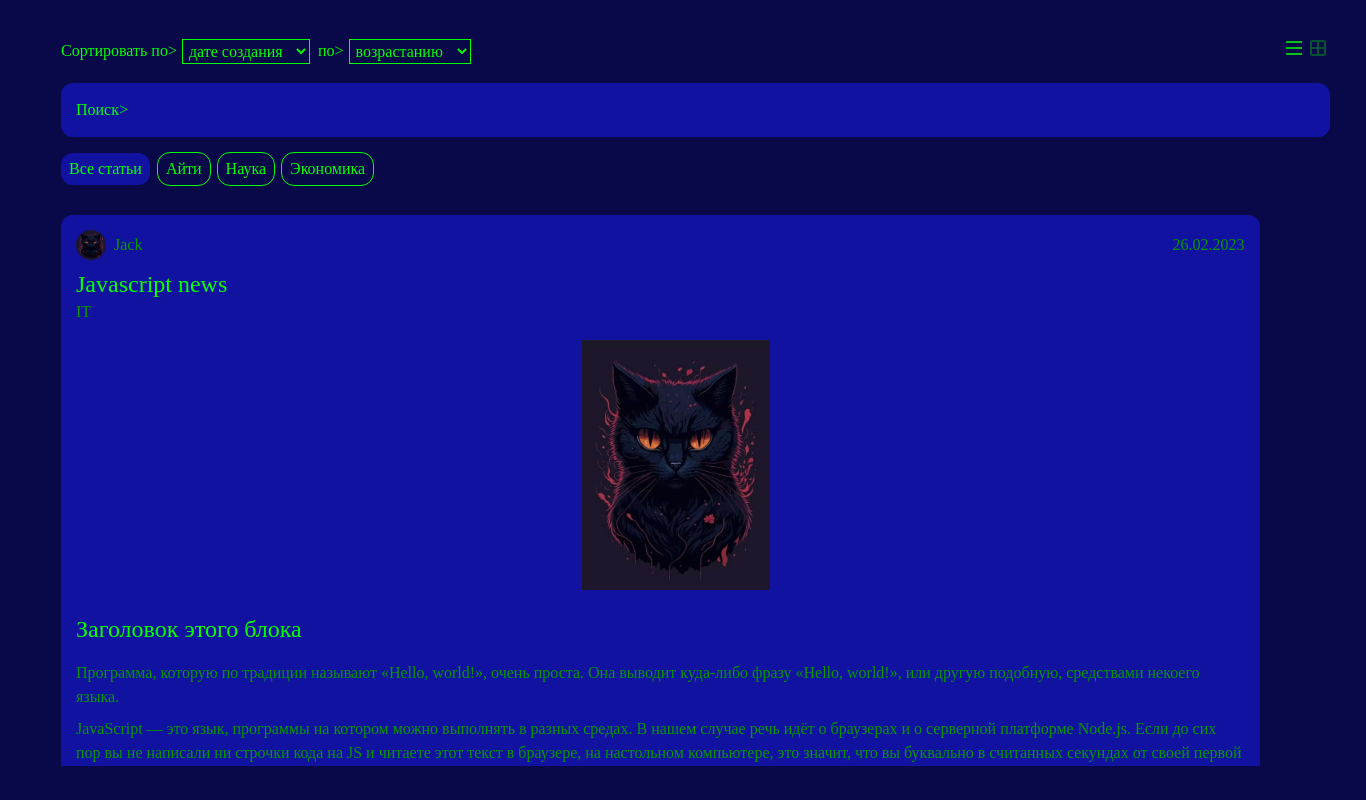 Сортировать по> дате создания по> возрастанию
Поиск>
Все статьи Айти Наука Экономика
Jack 26.02.2023
Javascript news
IT
Заголовок этого блока
Программа, которую по традиции называют «Hello, world!», очень проста. Она выводит куда-либо фразу «Hello, world!», или другую подобную, средствами некоего
языка.
JavaScript — это язык, программы на котором можно выполнять в разных средах. В нашем случае речь идёт о браузерах и о серверной платформе Node.js. Если до сих
пор вы не написали ни строчки кода на JS и читаете этот текст в браузере, на настольном компьютере, это значит, что вы буквально в считанных секундах от своей первой